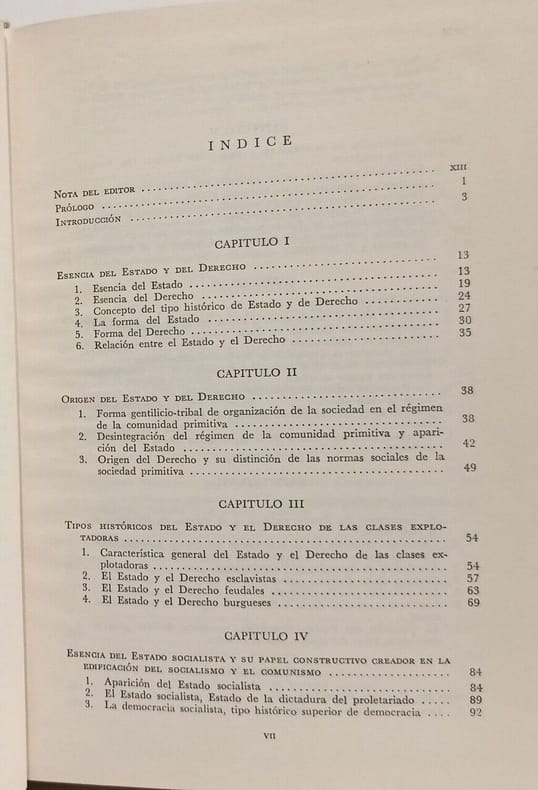 INDICE
NOTA DEL EDITOR . . . . . . . . . . XIII
PRÓLOGO . . . . . . . . . . 1
INTRODUCCIÓN . . . . . . . . . . 3
CAPITULO I
ESENCIA DEL ESTADO Y DEL DERECHO . . . . . . . . . . 13
1. Esencia del Estado . . . . . . . . . . 13
2. Esencia del Derecho . . . . . . . . . . 19
3. Concepto del tipo histórico de Estado y de Derecho . . . . . . . . . . 24
4. La forma del Estado . . . . . . . . . . 27
5. Forma del Derecho . . . . . . . . . . 30
6. Relación entre el Estado y el Derecho . . . . . . . . . . 35
CAPITULO II
ORIGEN DEL ESTADO Y DEL DERECHO . . . . . . . . . . 38
1. Forma gentilicio-tribal de organización de la sociedad en el régimen
de la comunidad primitiva . . . . . . . . . . 38
2. Desintegración del régimen de la comunidad primitiva y apari-
ción del Estado . . . . . . . . . . 42
3. Origen del Derecho y su distinción de las normas sociales de la
sociedad primitiva . . . . . . . . . . 49
CAPITULO III
TIPOS HISTÓRICOS DEL ESTADO Y EL DERECHO DE LAS CLASES EXPLO-
TADORAS . . . . . . . . . . 54
1. Característica general del Estado y el Derecho de las clases ex-
plotadoras . . . . . . . . . . 54
2. El Estado y el Derecho esclavistas . . . . . . . . . . 57
3. El Estado y el Derecho feudales . . . . . . . . . . 63
4. El Estado y el Derecho burgueses . . . . . . . . . . 69
CAPITULO IV
ESENCIA DEL ESTADO SOCIALISTA Y SU PAPEL CONSTRUCTIVO CREADOR EN LA
EDIFICACIÓN DEL SOCIALISMO Y EL COMUNISMO . . . . . . . . . . 84
1. Aparición del Estado socialista . . . . . . . . . . 84
2. El Estado socialista, Estado de la dictadura del proletariado . . . . . 89
3. La democracia socialista, tipo histórico superior de democracia . . . . 92
VII